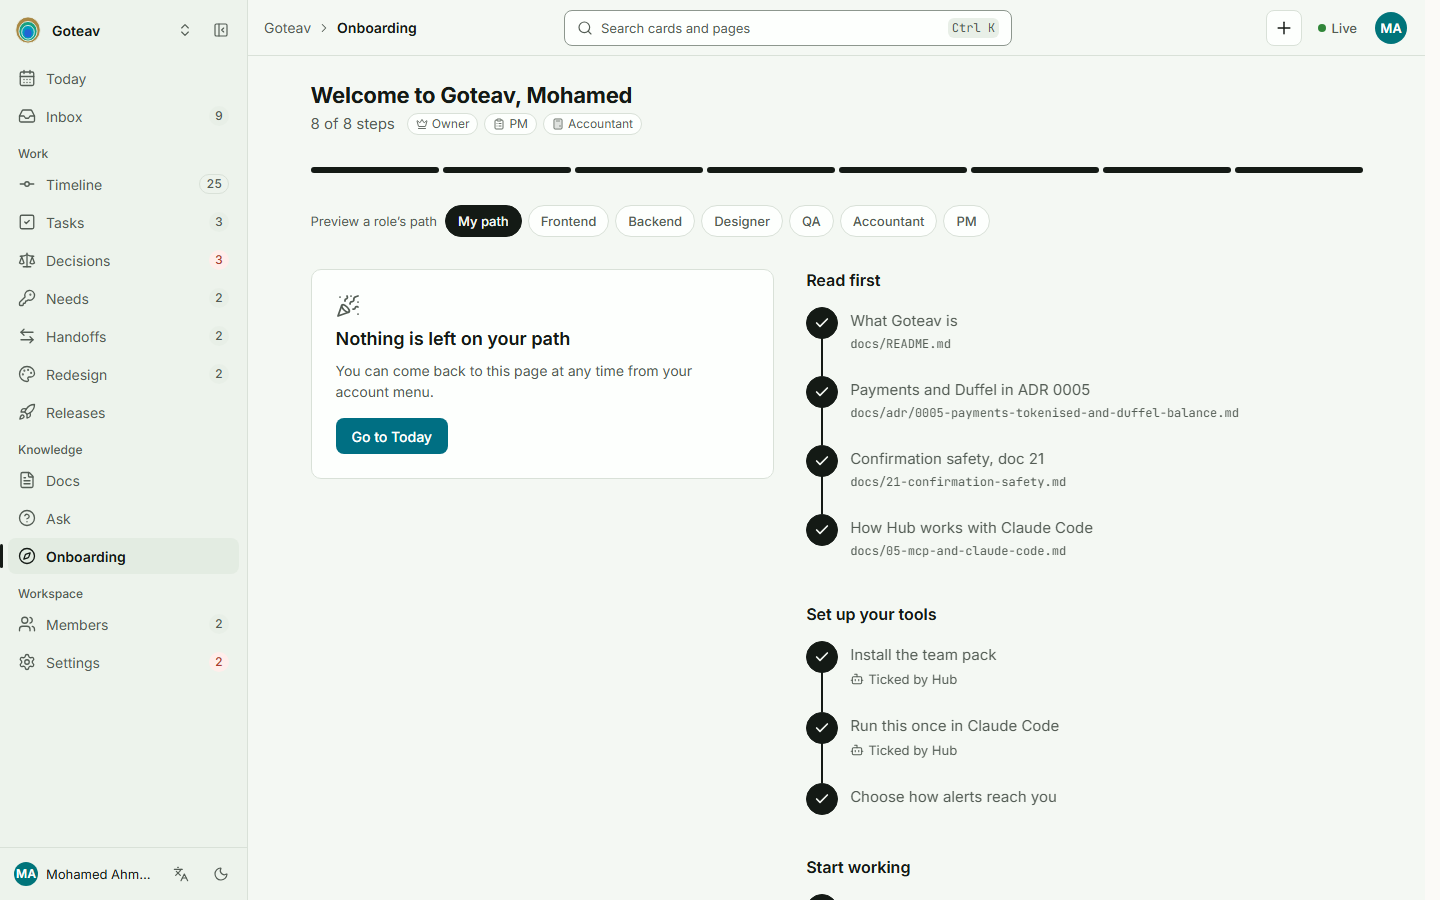 Goteav
Today
Inbox 9
Work
Timeline 25
Tasks 3
Decisions 3
Needs 2
Handoffs 2
Redesign 2
Releases
Knowledge
Docs
Ask
Onboarding
Workspace
Members 2
Settings 2
MA Mohamed Ahm...
Goteav > Onboarding
Search cards and pages Ctrl K
Live
MA
Welcome to Goteav, Mohamed
8 of 8 steps Owner PM Accountant
Preview a role's path My path Frontend Backend Designer QA Accountant PM
Nothing is left on your path
You can come back to this page at any time from your
account menu.
Go to Today
Read first
What Goteav is
docs/README.md
Payments and Duffel in ADR 0005
docs/adr/0005-payments-tokenised-and-duffel-balance.md
Confirmation safety, doc 21
docs/21-confirmation-safety.md
How Hub works with Claude Code
docs/05-mcp-and-claude-code.md
Set up your tools
Install the team pack
Ticked by Hub
Run this once in Claude Code
Ticked by Hub
Choose how alerts reach you
Start working